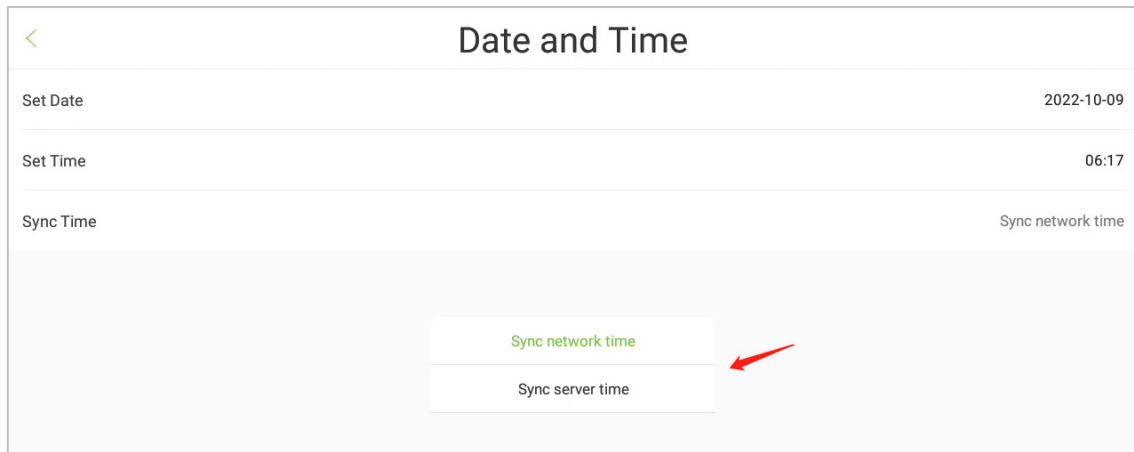 Date and Time
Set Date 2022-10-09
Set Time 06:17
Sync Time Sync network time
Sync network time
Sync server time